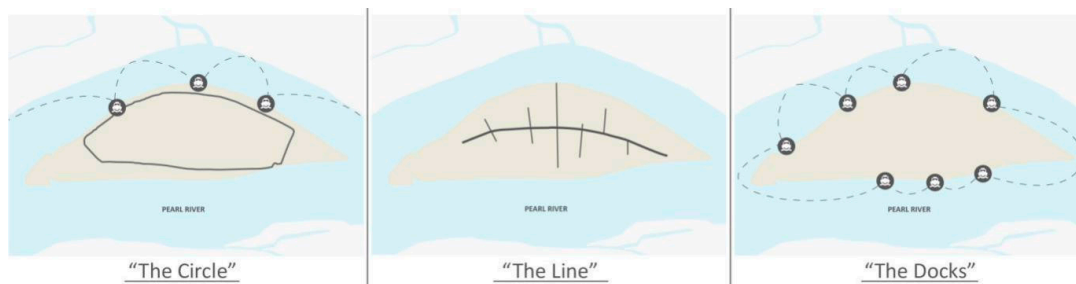 PEARL RIVER
"The Circle"
PEARL RIVER
"The Line"
PEARL RIVER
"The Docks"